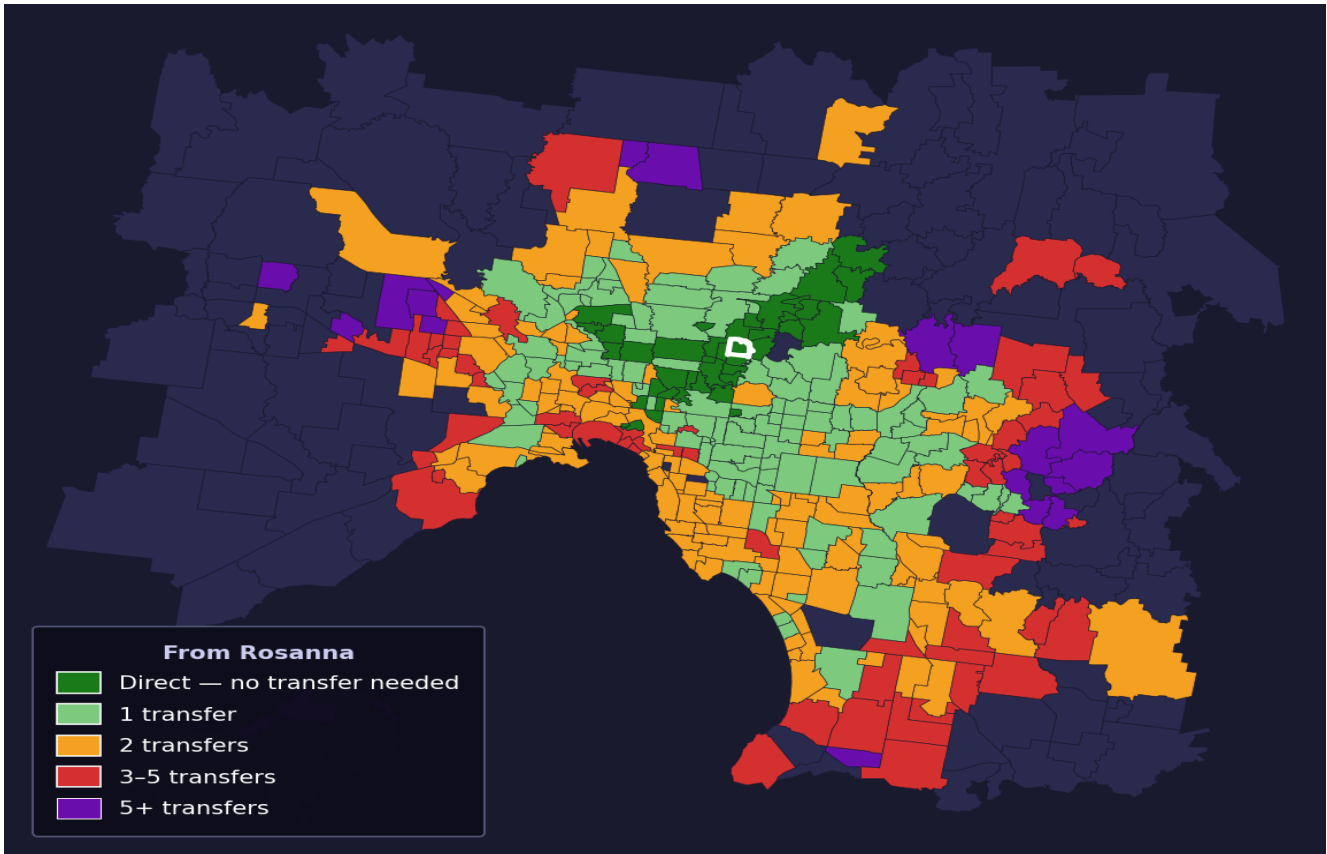 From Rosanna
Direct — no transfer needed
1 transfer
2 transfers
3–5 transfers
5+ transfers